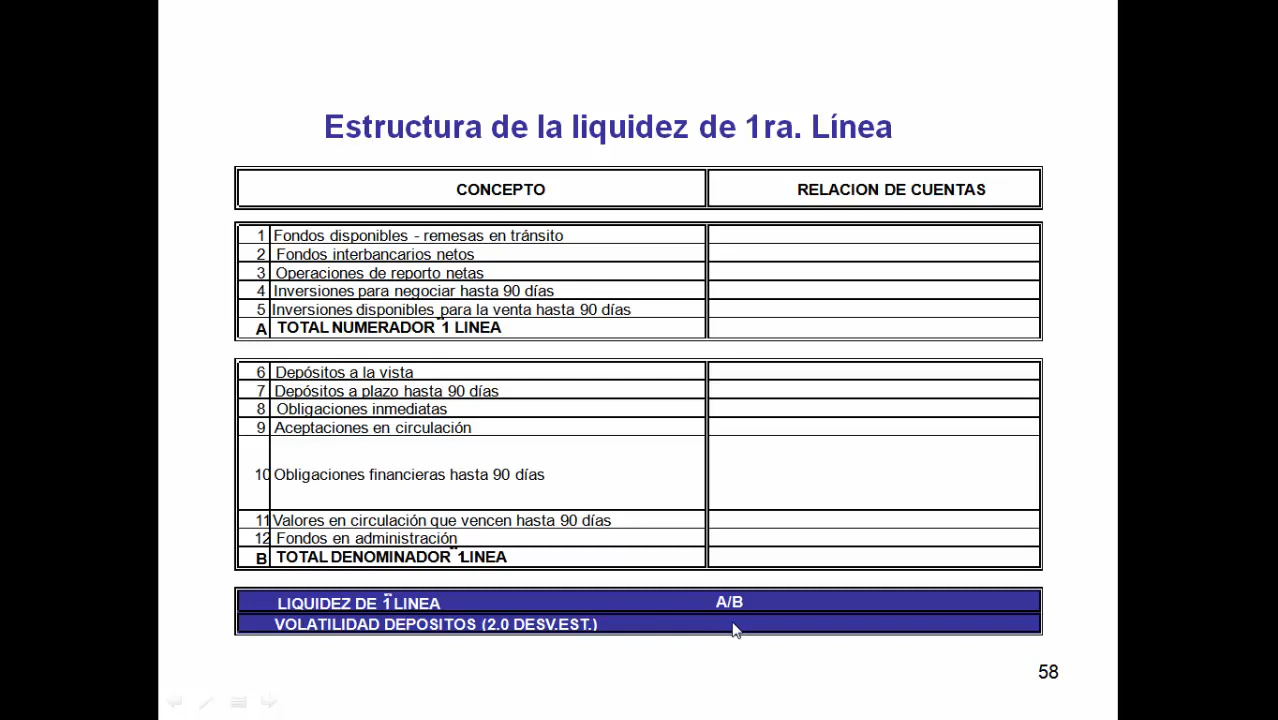 Estructura de la liquidez de 1ra. Línea
CONCEPTO RELACION DE CUENTAS
1 Fondos disponibles - remesas en tránsito
2 Fondos interbancarios netos
3 Operaciones de reporto netas
4 Inversiones para negociar hasta 90 días
5 Inversiones disponibles para la venta hasta 90 días
A TOTAL NUMERADOR 1 LINEA
6 Depósitos a la vista
7 Depósitos a plazo hasta 90 días
8 Obligaciones inmediatas
9 Aceptaciones en circulación
10 Obligaciones financieras hasta 90 días
11 Valores en circulación que vencen hasta 90 días
12 Fondos en administración
B TOTAL DENOMINADOR 1 LINEA
LIQUIDEZ DE 1 LINEA A/B
VOLATILIDAD DEPOSITOS (2.0 DESV.EST.)
58